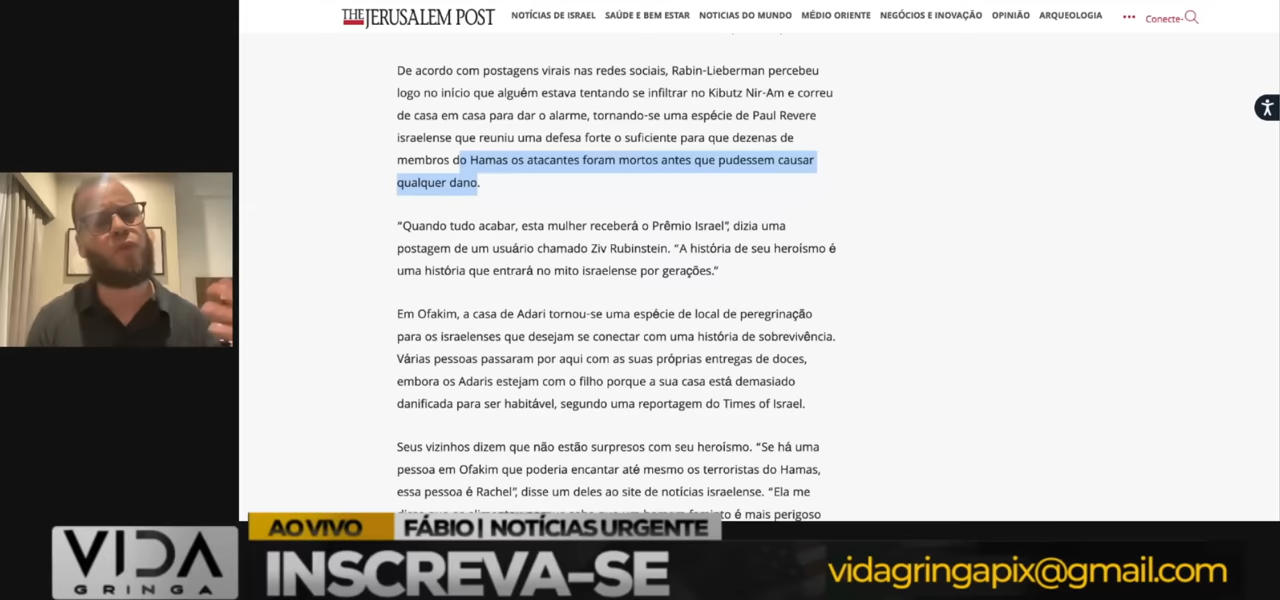 THE JERUSALEM POST
NOTÍCIAS DE ISRAEL SAÚDE E BEM ESTAR NOTICIAS DO MUNDO MÉDIO ORIENTE NEGÓCIOS E INOVAÇÃO OPINIÃO ARQUEOLOGIA ••• Conecte-
De acordo com postagens virais nas redes sociais, Rabin-Lieberman percebeu
logo no início que alguém estava tentando se infiltrar no Kibutz Nir-Am e correu
de casa em casa para dar o alarme, tornando-se uma espécie de Paul Revere
israelense que reuniu uma defesa forte o suficiente para que dezenas de
membros do Hamas os atacantes foram mortos antes que pudessem causar
qualquer dano.
“Quando tudo acabar, esta mulher receberá o Prêmio Israel”, dizia uma
postagem de um usuário chamado Ziv Rubinstein. “A história de seu heroísmo é
uma história que entrará no mito israelense por gerações.”
Em Ofakim, a casa de Adari tornou-se uma espécie de local de peregrinação
para os israelenses que desejam se conectar com uma história de sobrevivência.
Várias pessoas passaram por aqui com as suas próprias entregas de doces,
embora os Adaris estejam com o filho porque a sua casa está demasiado
danificada para ser habitável, segundo uma reportagem do Times of Israel.
Seus vizinhos dizem que não estão surpresos com seu heroísmo. “Se há uma
pessoa em Ofakim que poderia encantar até mesmo os terroristas do Hamas,
essa pessoa é Rachel”, disse um deles ao site de notícias israelense. “Ela me
é mais perigoso
AO VIVO FÁBIO | NOTÍCIAS URGENTE
VIDA
GRINGA
INSCREVA-SE
vidagringapix@gmail.com